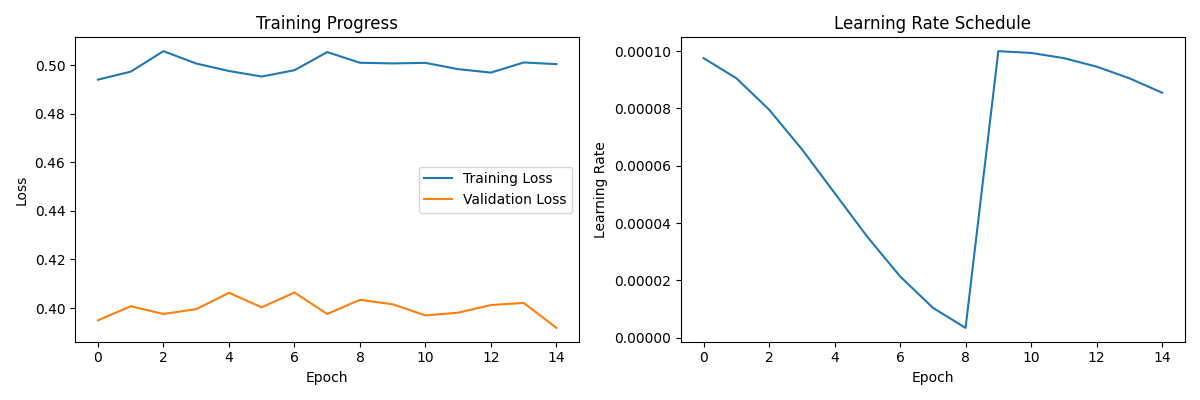 Training Progress
Loss
0.50
0.48
0.46
0.44
0.42
0.40
Training Loss
Validation Loss
0 2 4 6 8 10 12 14
Epoch
Learning Rate Schedule
Learning Rate
0.00010
0.00008
0.00006
0.00004
0.00002
0.00000
0 2 4 6 8 10 12 14
Epoch